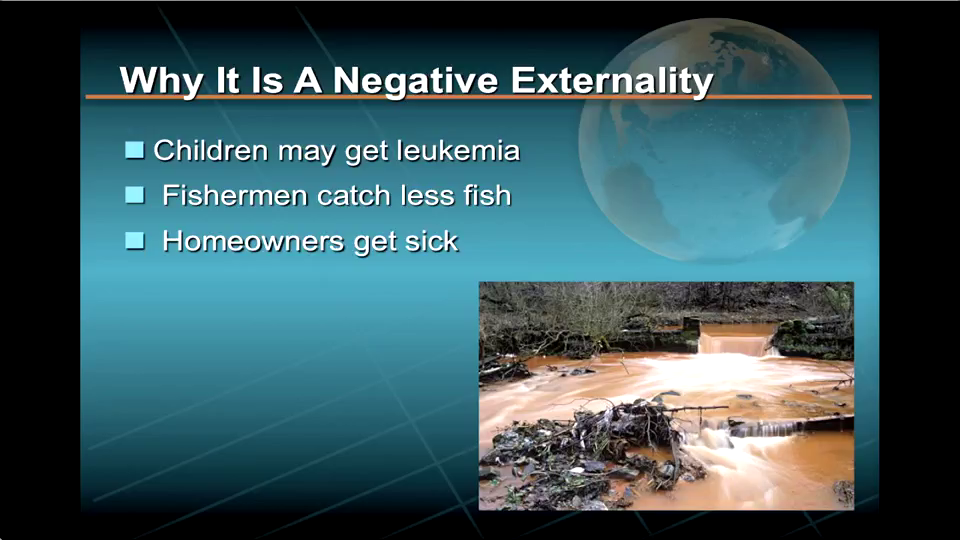 Why It Is A Negative Externality
Children may get leukemia
Fishermen catch less fish
Homeowners get sick